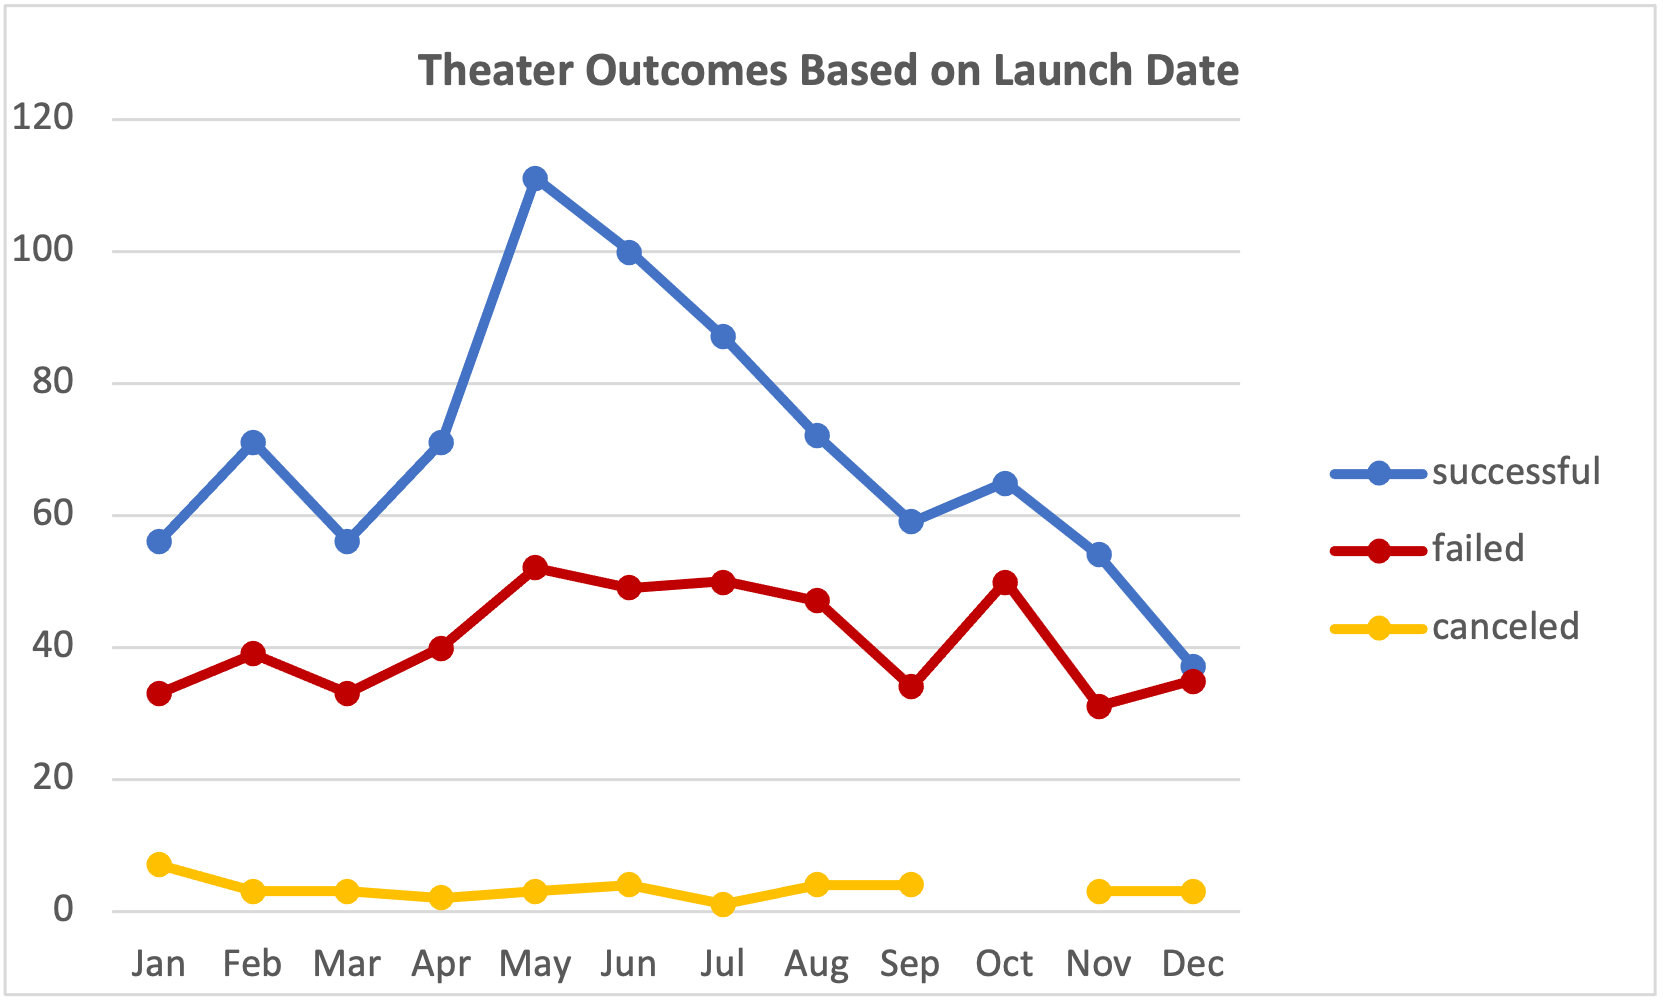 Theater Outcomes Based on Launch Date
120
100
80
60
40
20
0
Jan Feb Mar Apr May Jun Jul Aug Sep Oct Nov Dec
successful
failed
canceled